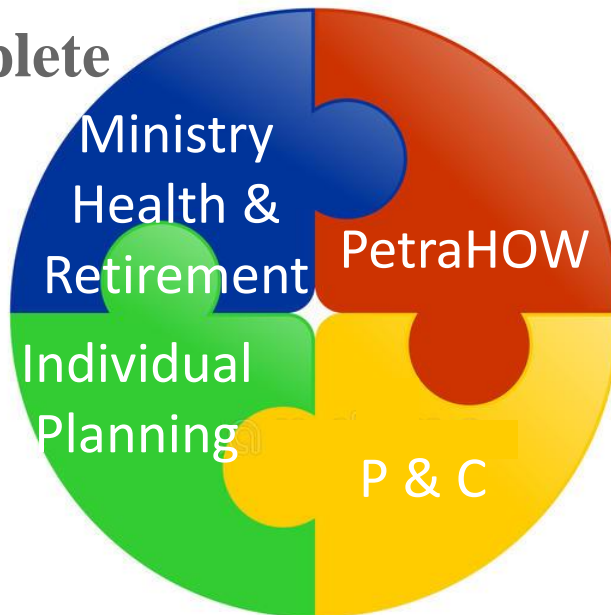 plete
Ministry
Health &
Retirement
PetraHOW
Individual
Planning
P & C